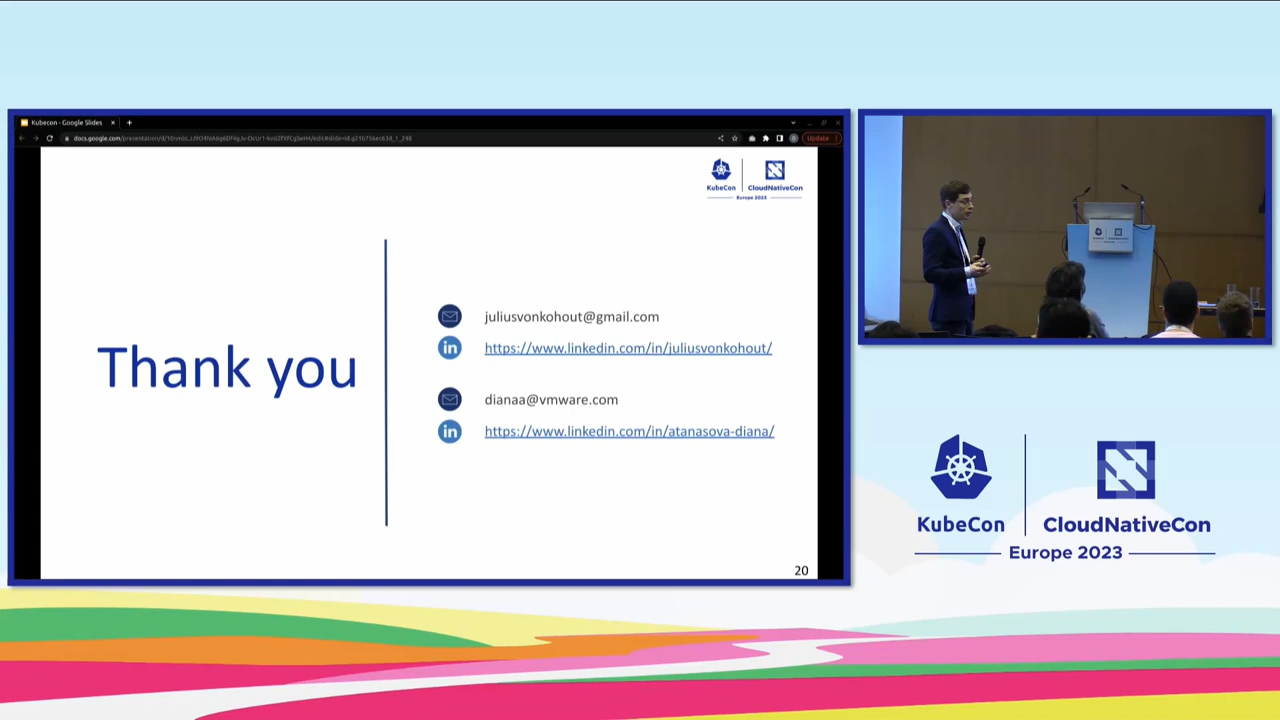 Kubecon - Google Slides
Update
KubeCon
CloudNativeCon
Europe 2023
Thank you
juliusvonkohout@gmail.com
https://www.linkedin.com/in/juliusvonkohout/
dianaa@vmware.com
https://www.linkedin.com/in/atanasova-diana/
20
KubeCon
CloudNativeCon
Europe 2023